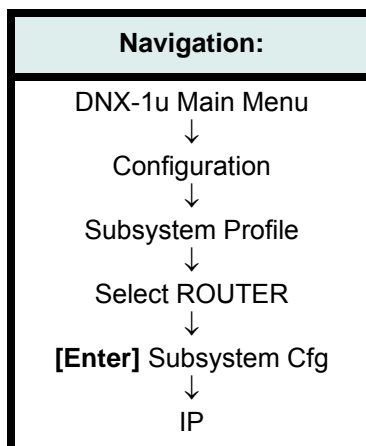 Navigation:
DNX-1u Main Menu
↓
Configuration
↓
Subsystem Profile
↓
Select ROUTER
↓
[Enter] Subsystem Cfg
↓
IP